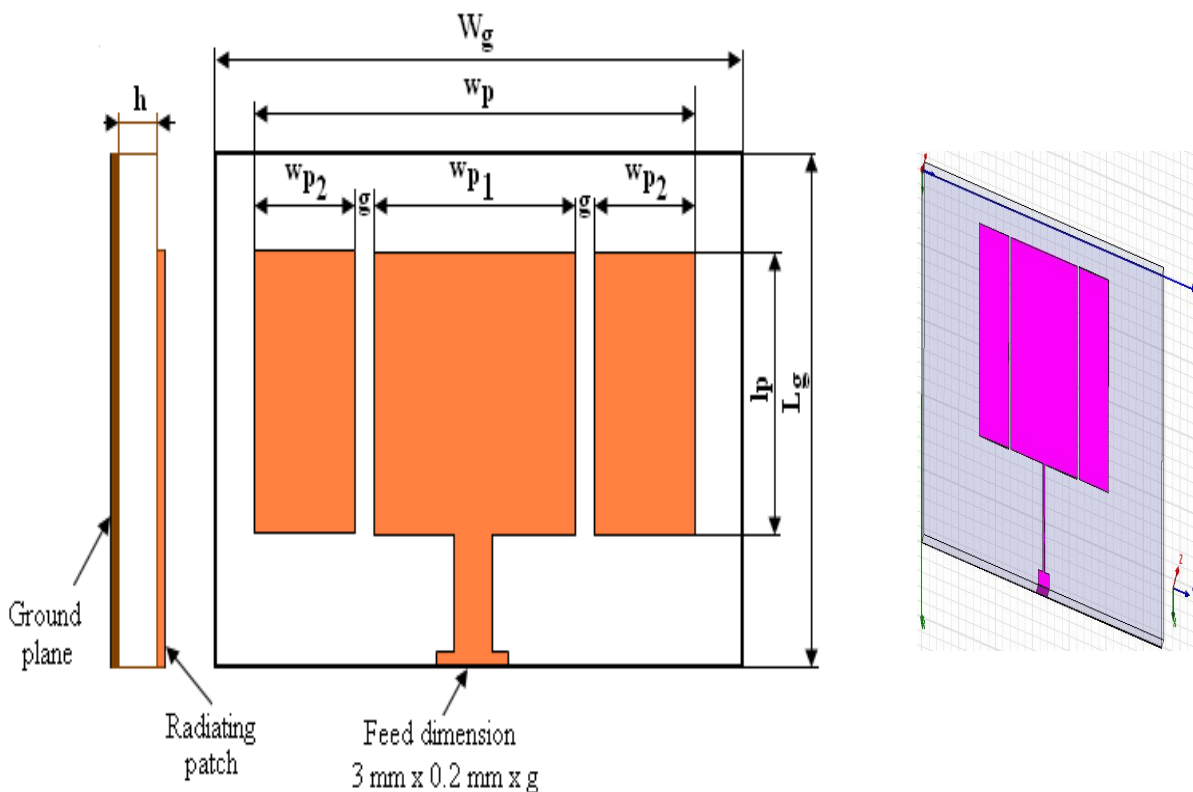 Wg
wp
h
wp2
g
wp1
g
wp2
lp
Lg
Ground
plane
Radiating
patch
Feed dimension
3 mm x 0.2 mm x g
Z